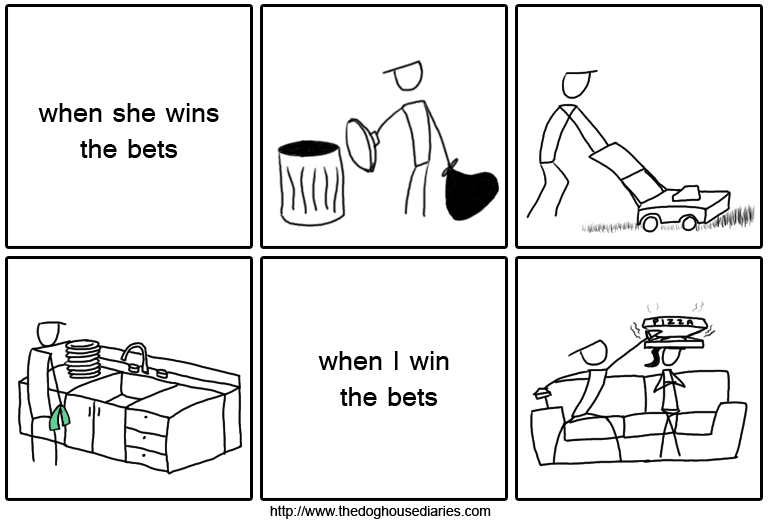 when she wins
the bets
when I win
the bets
PIZZA
http://www.thedoghousediaries.com